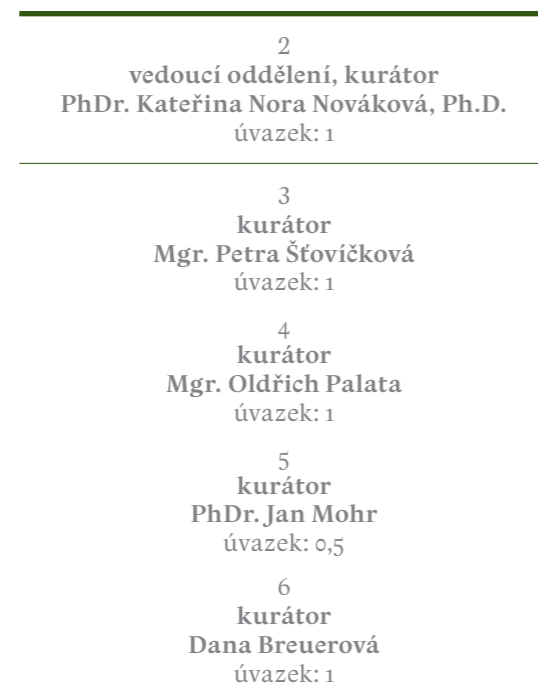 2
vedoucí oddělení, kurátor
PhDr. Kateřina Nora Nováková, Ph.D.
úvazek: 1
3
kurátor
Mgr. Petra Šťovíčková
úvazek: 1
4
kurátor
Mgr. Oldřich Palata
úvazek: 1
5
kurátor
PhDr. Jan Mohr
úvazek: 0,5
6
kurátor
Dana Breuerová
úvazek: 1